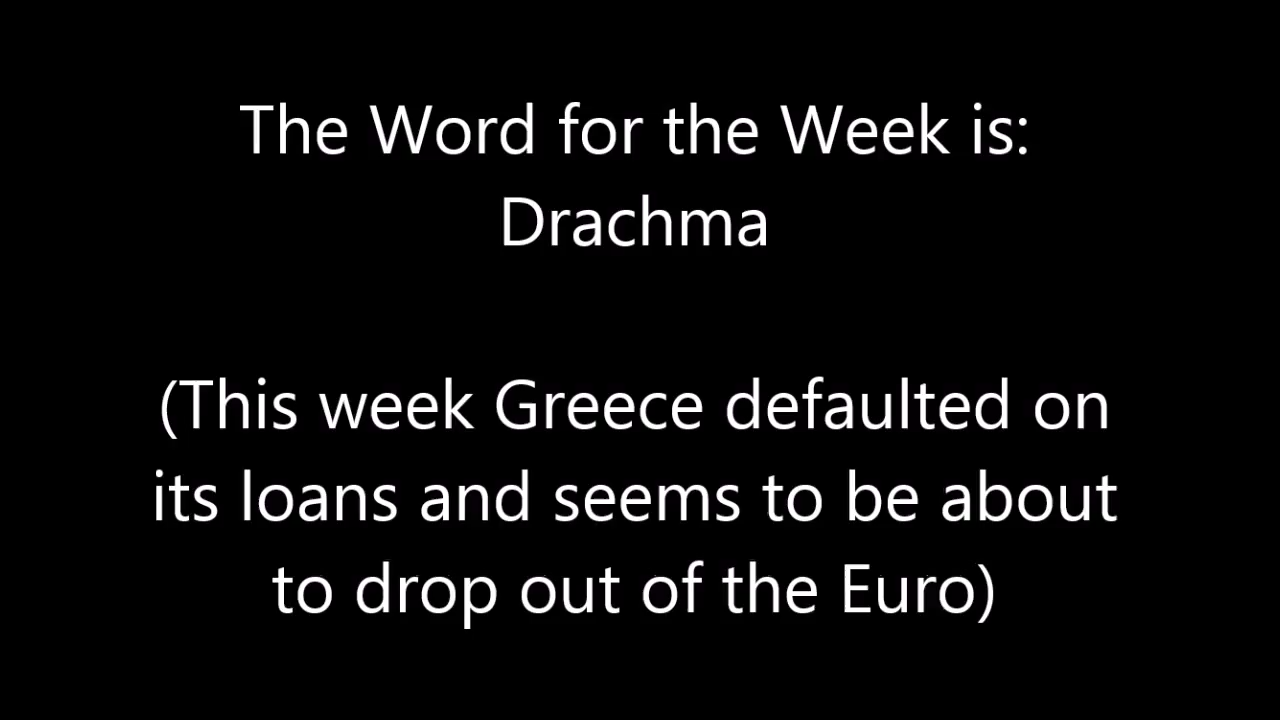 The Word for the Week is:
Drachma
(This week Greece defaulted on
its loans and seems to be about
to drop out of the Euro)